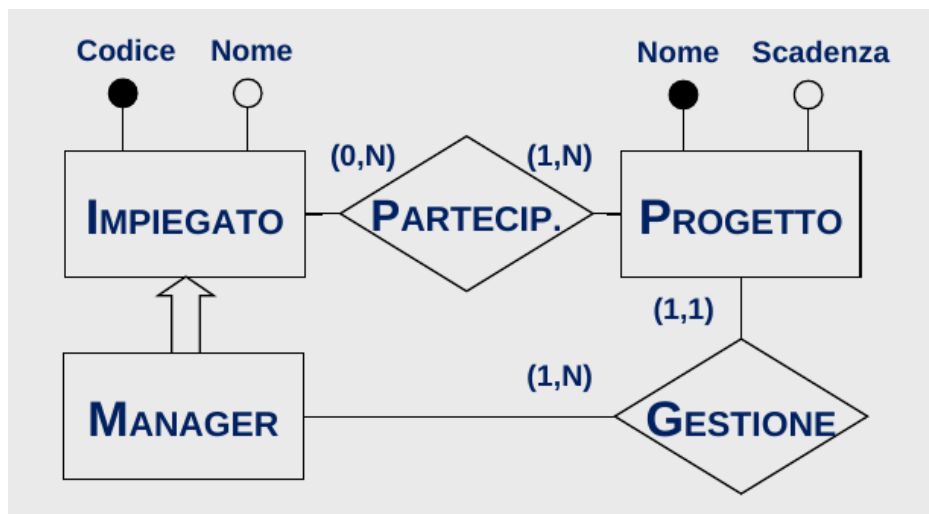 Codice Nome
Nome Scadenza
(0,N) (1,N)
IMPIEGATO PARTECIP. PROGETTO
(1,1)
(1,N)
MANAGER GESTIONE